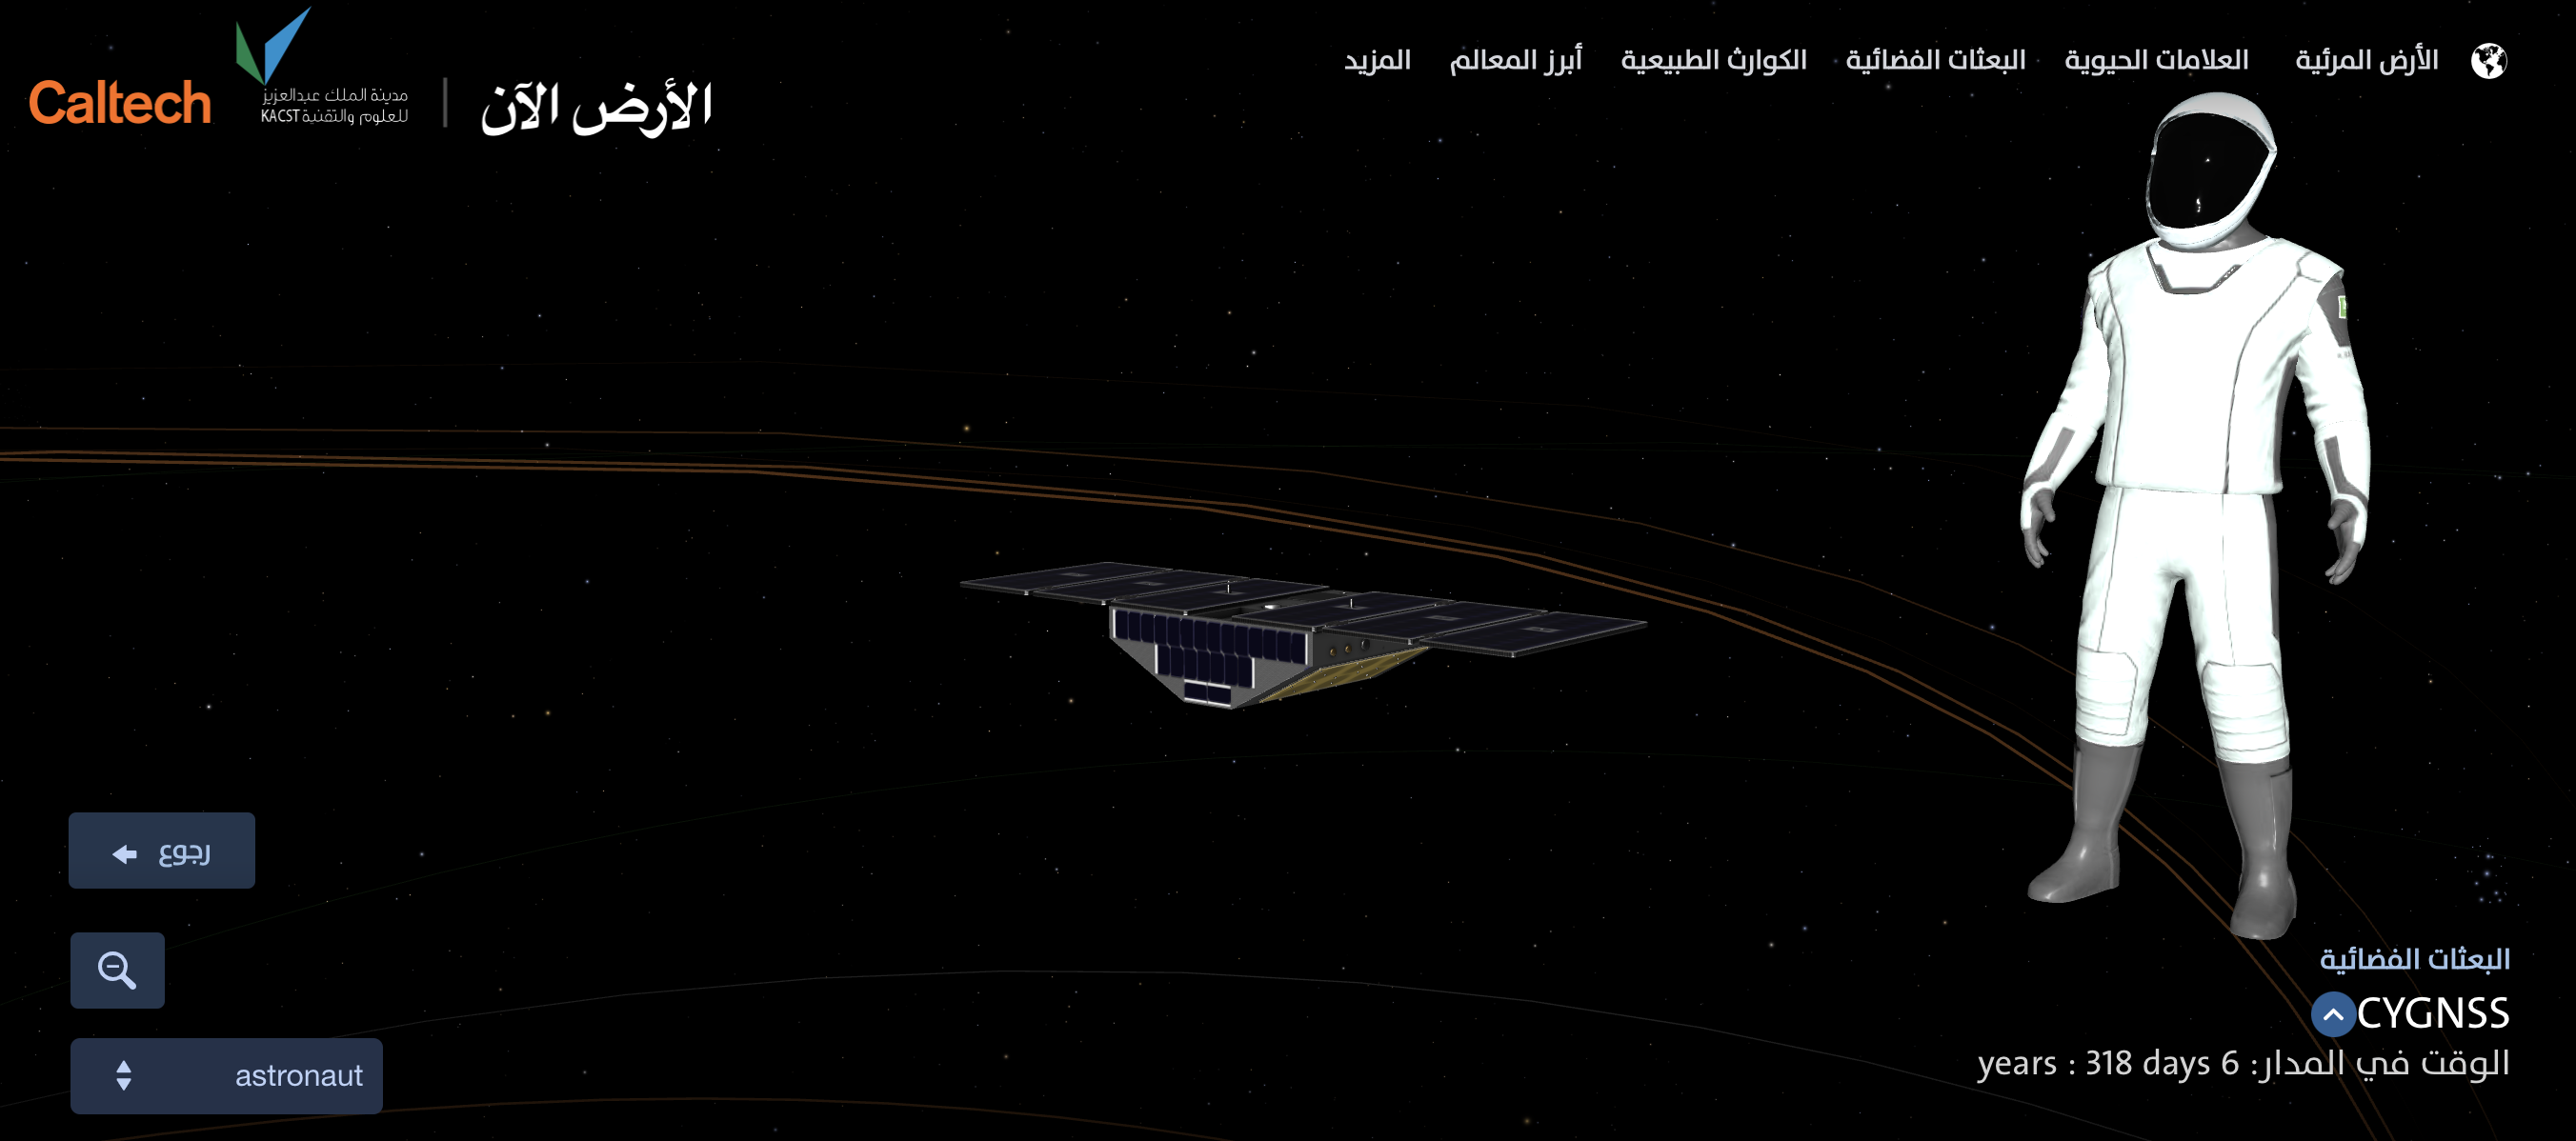 الأرض المرئية العلامات الحيوية البعثات الفضائية الكوارث الطبيعية أبرز المعالم المزيد
الأرض الآن
مدينة الملك عبدالعزيز
للعلوم والتقنية KACST
Caltech
رجوع
astronaut
البعثات الفضائية
CYGNSS
الوقت في المدار: 6 years : 318 days